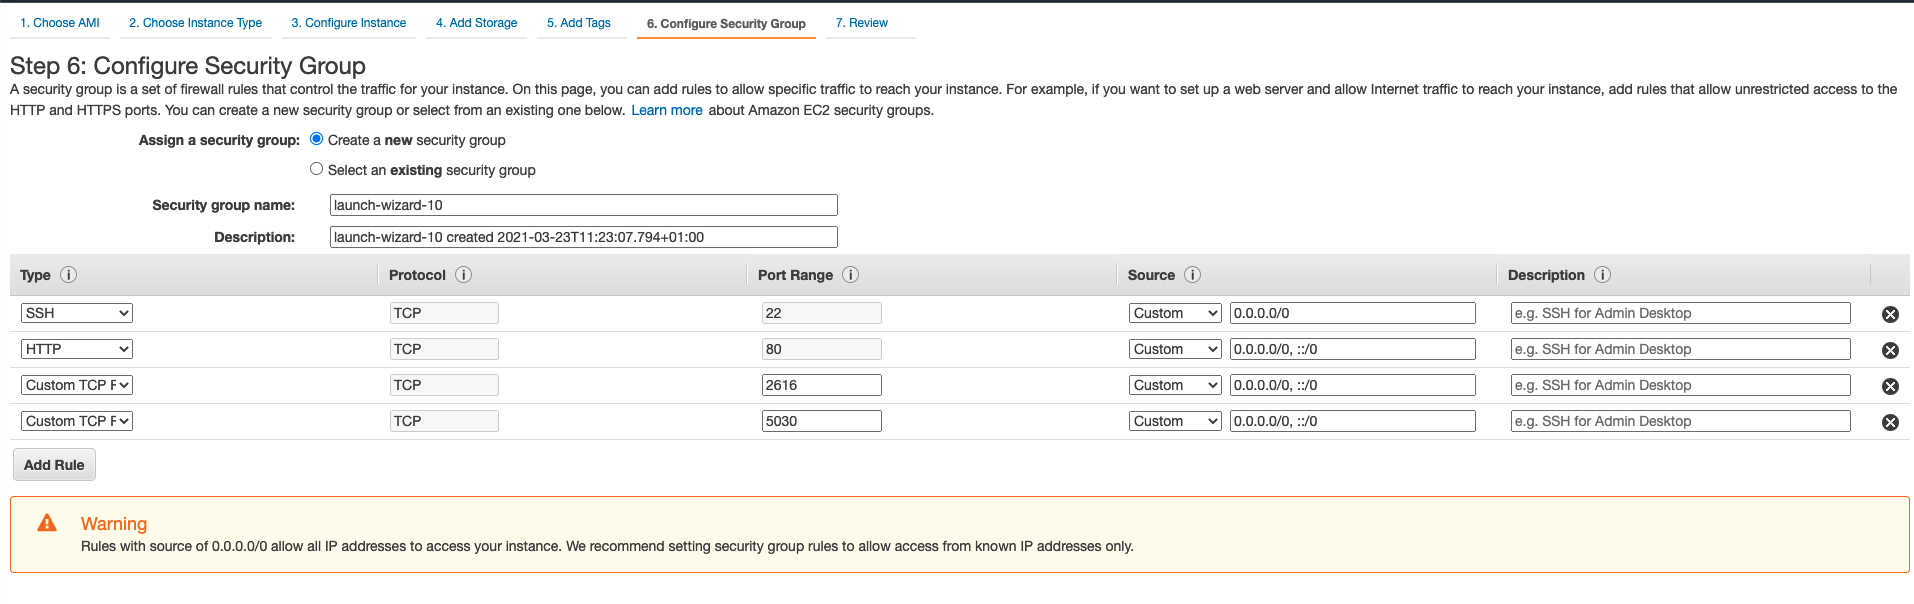 1. Choose AMI 2. Choose Instance Type 3. Configure Instance 4. Add Storage 5. Add Tags 6. Configure Security Group 7. Review
Step 6: Configure Security Group
A security group is a set of firewall rules that control the traffic for your instance. On this page, you can add rules to allow specific traffic to reach your instance. For example, if you want to set up a web server and allow Internet traffic to reach your instance, add rules that allow unrestricted access to the
HTTP and HTTPS ports. You can create a new security group or select from an existing one below. Learn more about Amazon EC2 security groups.
Assign a security group: Create a new security group
Select an existing security group
Security group name: launch-wizard-10
Description: launch-wizard-10 created 2021-03-23T11:23:07.794+01:00
Type i Protocol i Port Range i Source i Description i
SSH TCP 22 Custom 0.0.0.0/0 e.g. SSH for Admin Desktop
HTTP TCP 80 Custom 0.0.0.0/0, ::/0 e.g. SSH for Admin Desktop
Custom TCP F TCP 2616 Custom 0.0.0.0/0, ::/0 e.g. SSH for Admin Desktop
Custom TCP F TCP 5030 Custom 0.0.0.0/0, ::/0 e.g. SSH for Admin Desktop
Add Rule
Warning
Rules with source of 0.0.0.0/0 allow all IP addresses to access your instance. We recommend setting security group rules to allow access from known IP addresses only.